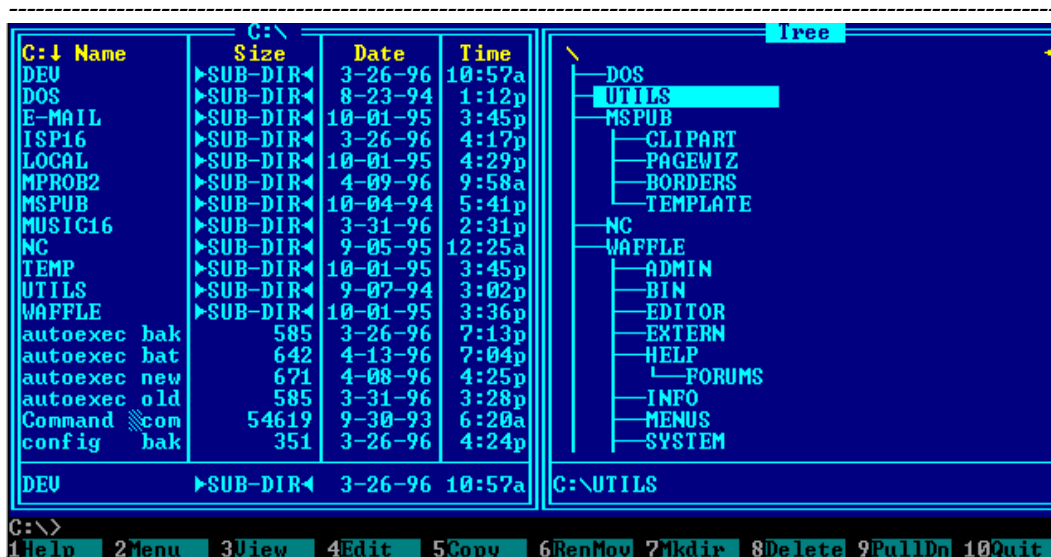 C:\
C:↓ Name Size Date Time
DEV ►SUB-DIR◄ 3-26-96 10:57a
DOS ►SUB-DIR◄ 8-23-94 1:12p
E-MAIL ►SUB-DIR◄ 10-01-95 3:45p
ISP16 ►SUB-DIR◄ 3-26-96 4:17p
LOCAL ►SUB-DIR◄ 10-01-95 4:29p
MPROB2 ►SUB-DIR◄ 4-09-96 9:58a
MSPUB ►SUB-DIR◄ 10-04-94 5:41p
MUSIC16 ►SUB-DIR◄ 3-31-96 2:31p
NC ►SUB-DIR◄ 9-05-95 12:25a
TEMP ►SUB-DIR◄ 10-01-95 3:45p
UTILS ►SUB-DIR◄ 9-07-94 3:02p
WAFFLE ►SUB-DIR◄ 10-01-95 3:36p
autoexec bak 585 3-26-96 7:13p
autoexec bat 642 4-13-96 7:04p
autoexec new 671 4-08-96 4:25p
autoexec old 585 3-31-96 3:28p
Command ▒com 54619 9-30-93 6:20a
config bak 351 3-26-96 4:24p
DEV ►SUB-DIR◄ 3-26-96 10:57a
Tree
\
DOS
UTILS
MSPUB
CLIPART
PAGEWIZ
BORDERS
TEMPLATE
NC
WAFFLE
ADMIN
BIN
EDITOR
EXTERN
HELP
FORUMS
INFO
MENUS
SYSTEM
C:\UTILS
C:\>
1Help 2Menu 3View 4Edit 5Copy 6RenMov 7Mkdir 8Delete 9PullDn 10Quit